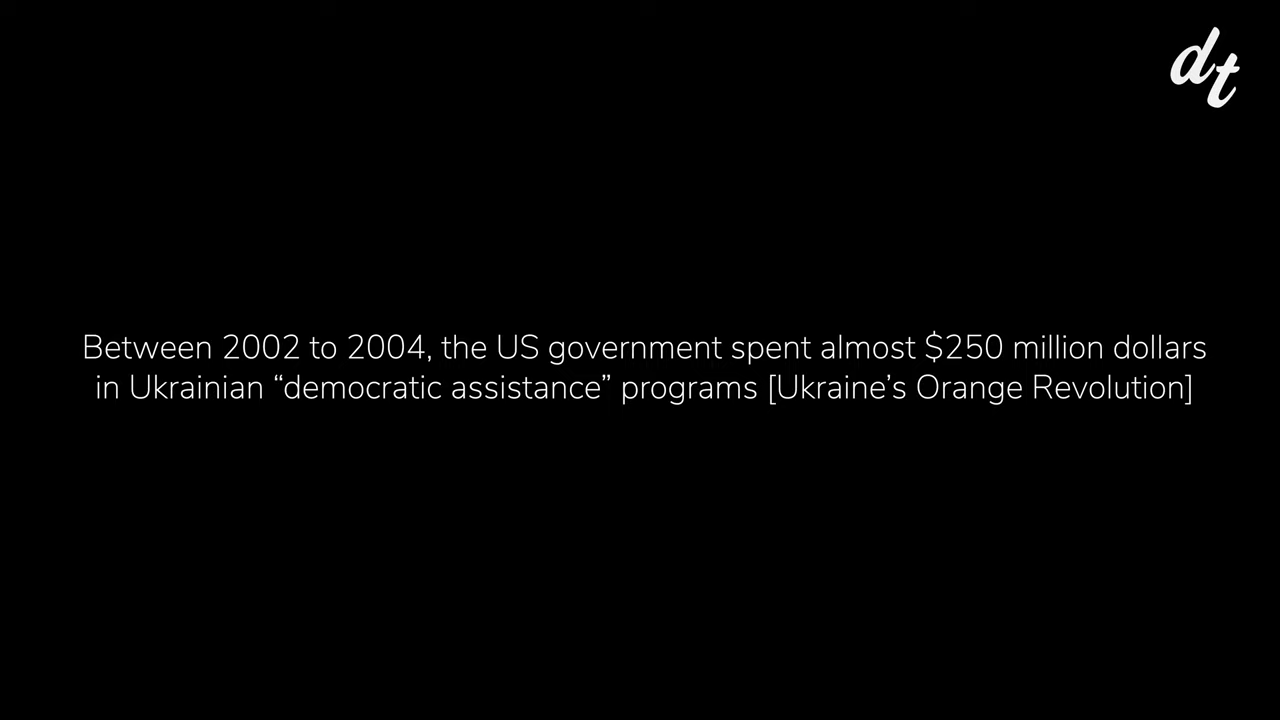 dt
Between 2002 to 2004, the US government spent almost $250 million dollars
in Ukrainian “democratic assistance” programs [Ukraine’s Orange Revolution]